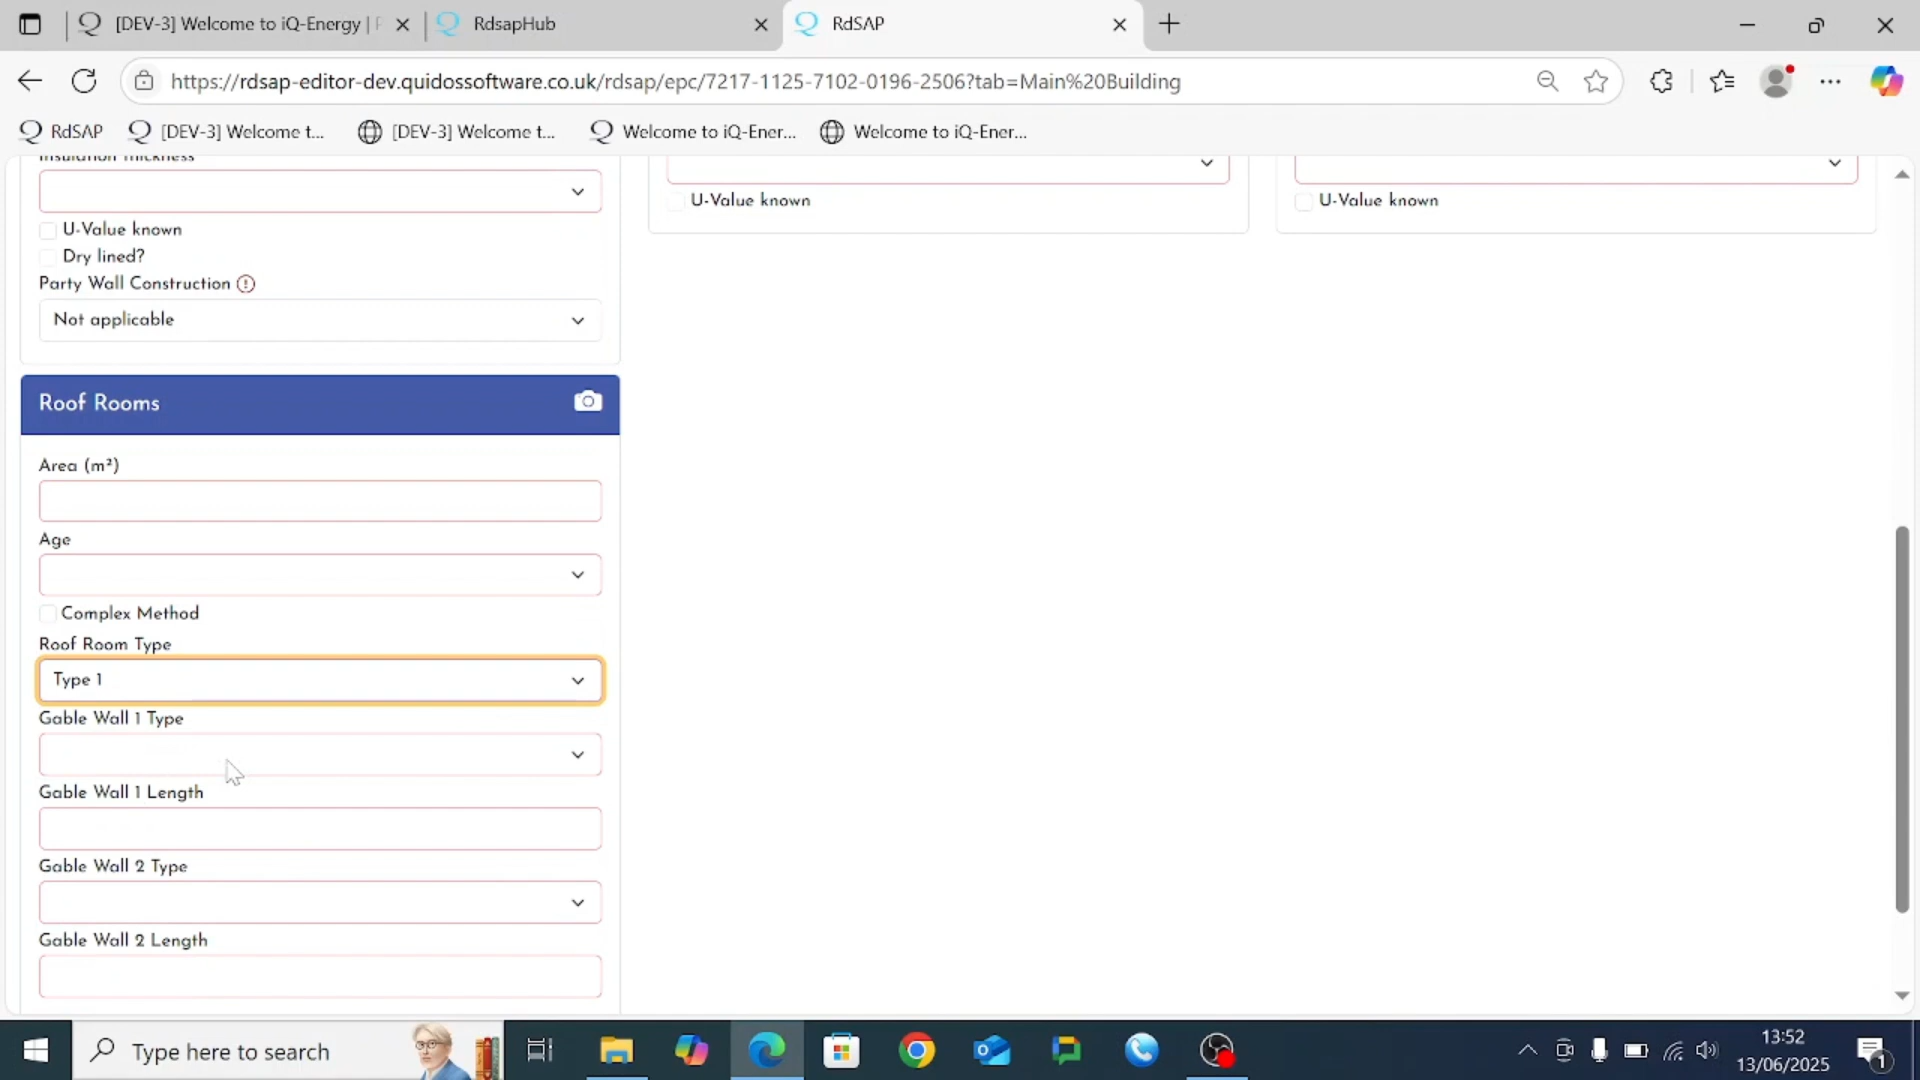 [DEV-3] Welcome to iQ-Energy | F
RdsapHub
RdSAP
https://rdsap-editor-dev.quidossoftware.co.uk/rdsap/epc/7217-1125-7102-0196-2506?tab=Main%20Building
RdSAP
[DEV-3] Welcome t...
[DEV-3] Welcome t...
Welcome to iQ-Ener...
Welcome to iQ-Ener...
Insulation Thickness
U-Value known
Dry lined?
Party Wall Construction
Not applicable
U-Value known
U-Value known
Roof Rooms
Area (m²)
Age
Complex Method
Roof Room Type
Type 1
Gable Wall 1 Type
Gable Wall 1 Length
Gable Wall 2 Type
Gable Wall 2 Length
Type here to search
13:52
13/06/2025
1